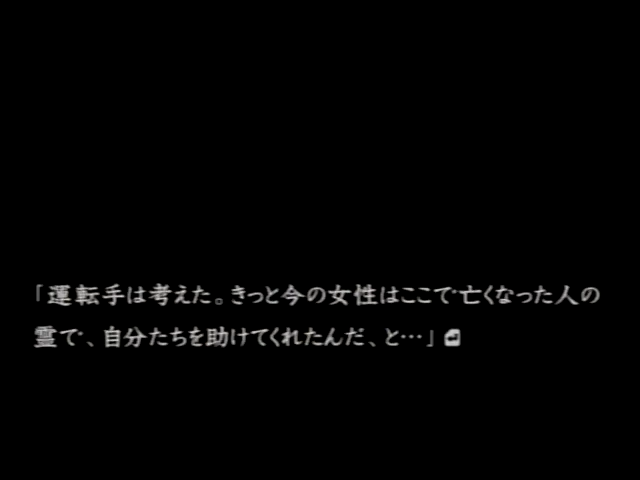 「運転手は考えた。きっと今の女性はここで亡くなった人の
霊で、自分たちを助けてくれたんだ、と…」